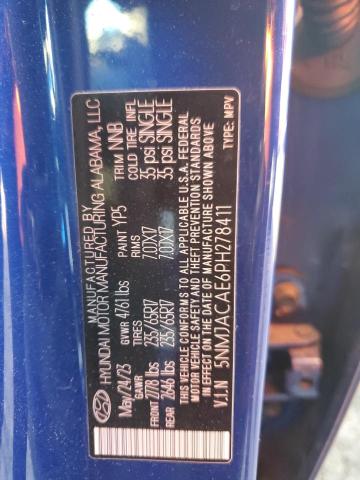 MANUFACTURED BY
HYUNDAI MOTOR MANUFACTURING ALABAMA, LLC
May/24/23 PAINT YP5 TRIM NNB
GVWR 4761 lbs
GAWR TIRES RIMS COLD TIRE INFL
FRONT 2778 lbs 235/65R17 7.0JX17 35 psi SINGLE
REAR 2646 lbs 235/65R17 7.0JX17 35 psi SINGLE
THIS VEHICLE CONFORMS TO ALL APPLICABLE U.S.A. FEDERAL
MOTOR VEHICLE SAFETY AND THEFT PREVENTION STANDARDS
IN EFFECT ON THE DATE OF MANUFACTURE SHOWN ABOVE.
V.I.N 5NMJACAE6PH278411 TYPE: MPV